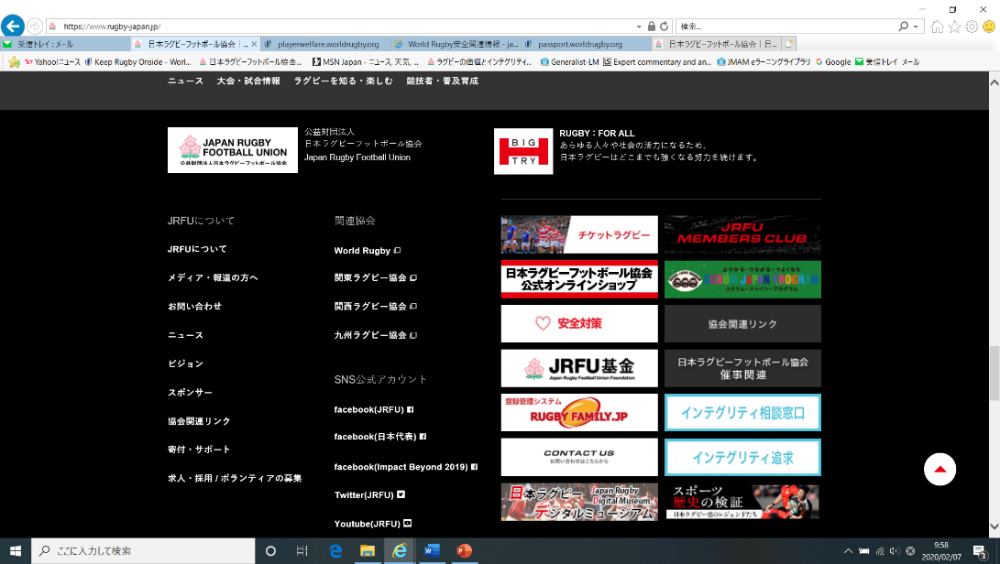 https://www.rugby-japan.jp/
検索...
受信トレイ : メール
日本ラグビーフットボール協会 | ...
playerwelfare.worldrugby.org
World Rugby安全関連情報 - ja...
passport.worldrugby.org
日本ラグビーフットボール協会 | 日...
Yahoo!ニュース
Keep Rugby Onside - Worl...
日本ラグビーフットボール協会...
MSN Japan - ニュース, 天気, ...
ラグビーの価値とインテグリティ...
Generalist-LM
Expert commentary and an...
JMAM eラーニングライブラリ
Google
受信トレイ メール
ニュース 大会・試合情報 ラグビーを知る・楽しむ 競技者・普及育成
JAPAN RUGBY
FOOTBALL UNION
公益財団法人日本ラグビーフットボール協会
公益財団法人
日本ラグビーフットボール協会
Japan Rugby Football Union
BIG
TRY
RUGBY：FOR ALL
あらゆる人々や社会の活力になるため、
日本ラグビーはどこまでも強くなる努力を続けます。
JRFUについて
JRFUについて
メディア・報道の方へ
お問い合わせ
ニュース
ビジョン
スポンサー
協会関連リンク
寄付・サポート
求人・採用 / ボランティアの募集
関連協会
World Rugby
関東ラグビー協会
関西ラグビー協会
九州ラグビー協会
SNS公式アカウント
facebook(JRFU)
facebook(日本代表)
facebook(Impact Beyond 2019)
Twitter(JRFU)
Youtube(JRFU)
チケットラグビー
JRFU
MEMBERS CLUB
日本ラグビーフットボール協会
公式オンラインショップ
ぶつかる・つながる・つよくなる
SCRUM JAPAN PROGRAM
スクラム・ジャパン・プログラム
安全対策
協会関連リンク
JRFU基金
Japan Rugby Football Union Foundation
日本ラグビーフットボール協会
催事関連
登録管理システム
RUGBY FAMILY.JP
インテグリティ相談窓口
CONTACT US
お問い合わせはこちらから
インテグリティ追求
日本ラグビー Japan Rugby
Digital Museum
デジタルミュージアム
スポーツ
歴史の検証
日本ラグビー史のレジェンドたち
ここに入力して検索
9:58
2020/02/07
3